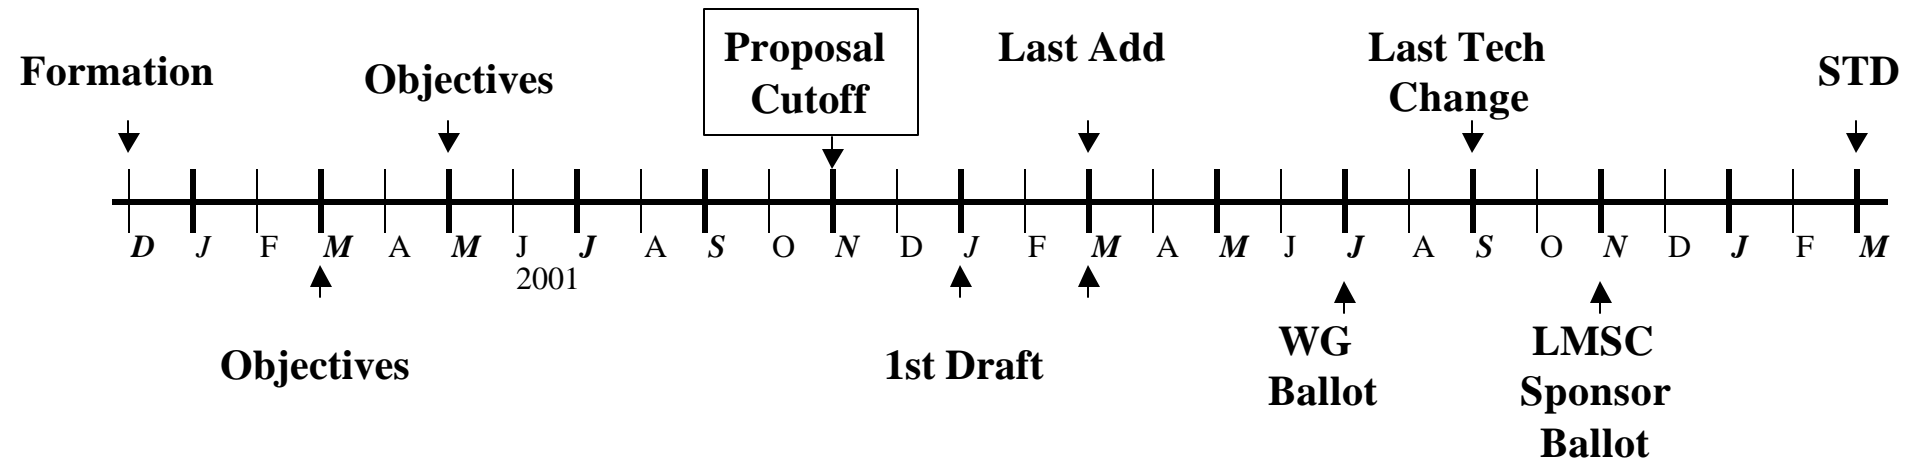 Formation
Objectives
Proposal
Cutoff
Last Add
Last Tech
Change
STD
D J F M A M J J A S O N D J F M A M J J A S O N D J F M
2001
Objectives
1st Draft
WG
Ballot
LMSC
Sponsor
Ballot